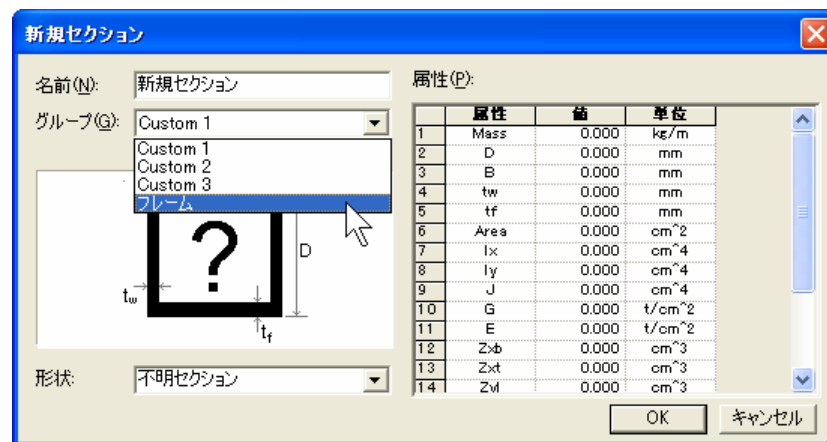 新規セクション
名前(N): 新規セクション
グループ(G): Custom 1
Custom 1
Custom 2
Custom 3
フレーム
?
D
tw
tf
形状: 不明セクション
属性(P):
属性 値 単位
1 Mass 0.000 kg/m
2 D 0.000 mm
3 B 0.000 mm
4 tw 0.000 mm
5 tf 0.000 mm
6 Area 0.000 cm^2
7 Ix 0.000 cm^4
8 Iy 0.000 cm^4
9 J 0.000 cm^4
10 G 0.000 t/cm^2
11 E 0.000 t/cm^2
12 Zxb 0.000 cm^3
13 Zxt 0.000 cm^3
14 Zyl 0.000 cm^3
OK キャンセル